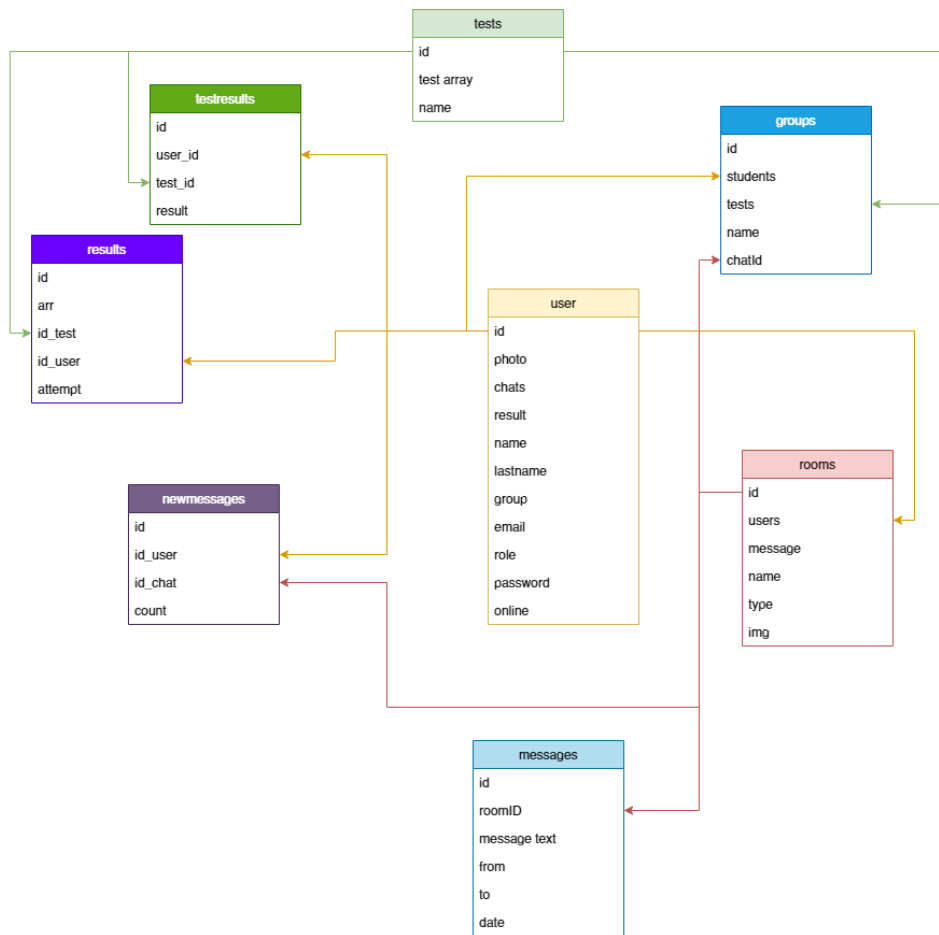 tests
id
test array
name
testresults
id
user_id
test_id
result
groups
id
students
tests
name
chatId
results
id
arr
id_test
id_user
attempt
user
id
photo
chats
result
name
lastname
group
email
role
password
online
rooms
id
users
message
name
type
img
newmessages
id
id_user
id_chat
count
messages
id
roomID
message text
from
to
date